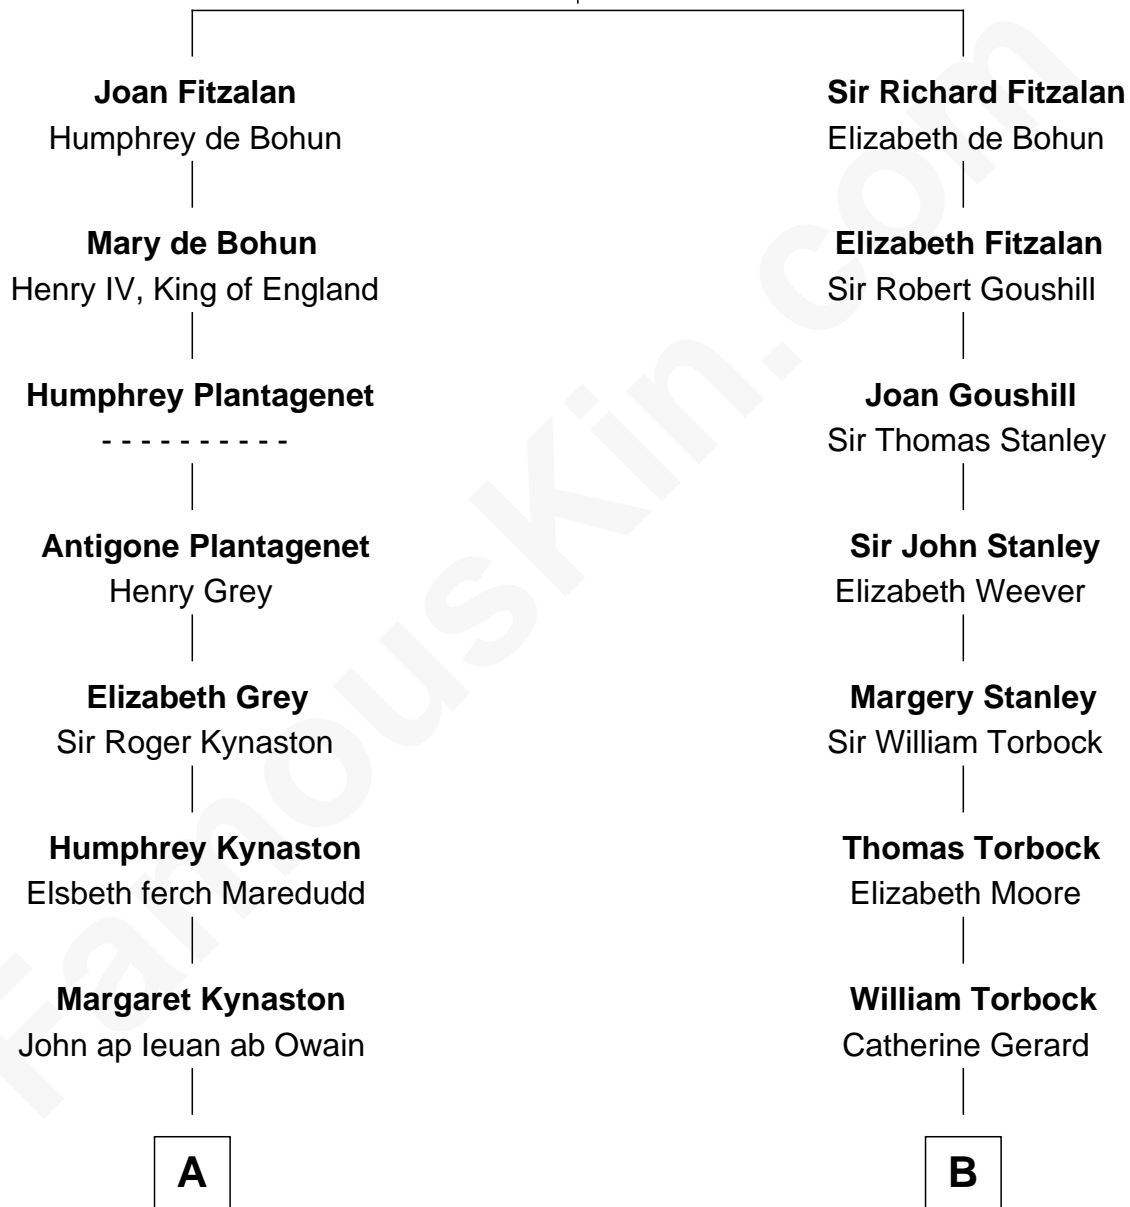 Joan Fitzalan
Humphrey de Bohun
Mary de Bohun
Henry IV, King of England
Humphrey Plantagenet
- - - - - - - - - -
Antigone Plantagenet
Henry Grey
Elizabeth Grey
Sir Roger Kynaston
Humphrey Kynaston
Elsbeth ferch Maredudd
Margaret Kynaston
John ap Ieuan ab Owain
A
Sir Richard Fitzalan
Elizabeth de Bohun
Elizabeth Fitzalan
Sir Robert Goushill
Joan Goushill
Sir Thomas Stanley
Sir John Stanley
Elizabeth Weever
Margery Stanley
Sir William Torbock
Thomas Torbock
Elizabeth Moore
William Torbock
Catherine Gerard
B
FamousKin.com